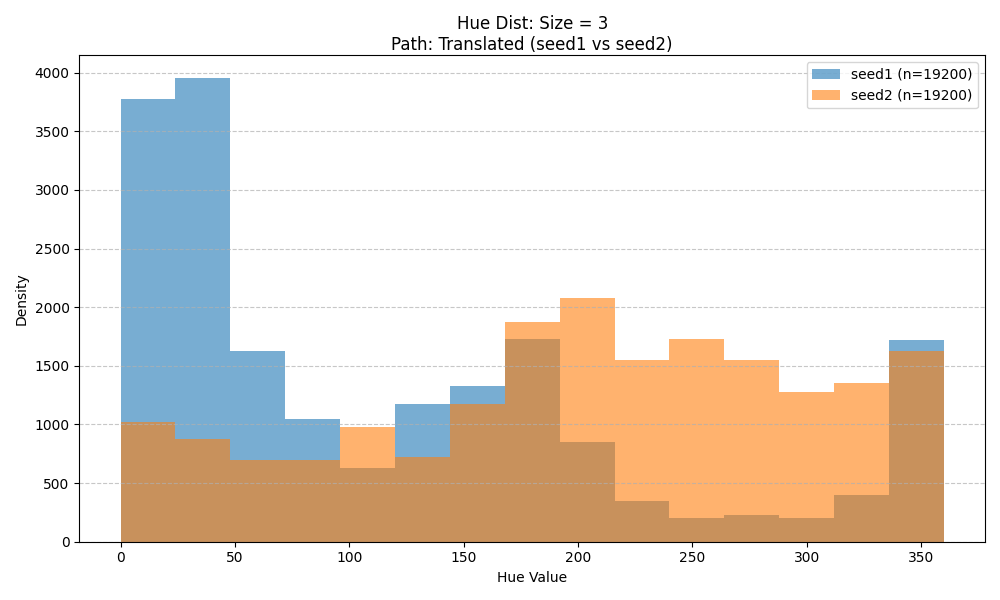 Hue Dist: Size = 3
Path: Translated (seed1 vs seed2)
seed1 (n=19200)
seed2 (n=19200)
Density
4000
3500
3000
2500
2000
1500
1000
500
0
0 50 100 150 200 250 300 350
Hue Value